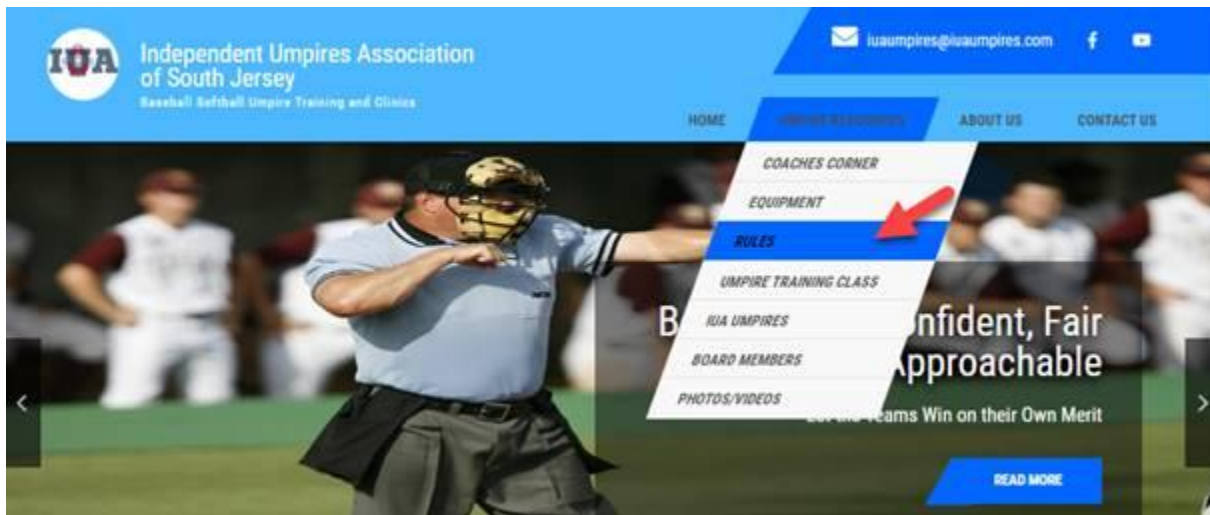 IUA
Independent Umpires Association
of South Jersey
Baseball Softball Umpire Training and Clinics
iuaumpires@iuaumpires.com
HOME
UMPIRE RESOURCES
ABOUT US
CONTACT US
COACHES CORNER
EQUIPMENT
RULES
UMPIRE TRAINING CLASS
IUA UMPIRES
BOARD MEMBERS
PHOTOS/VIDEOS
nfident, Fair
Approachable
Teams Win on their Own Merit
READ MORE